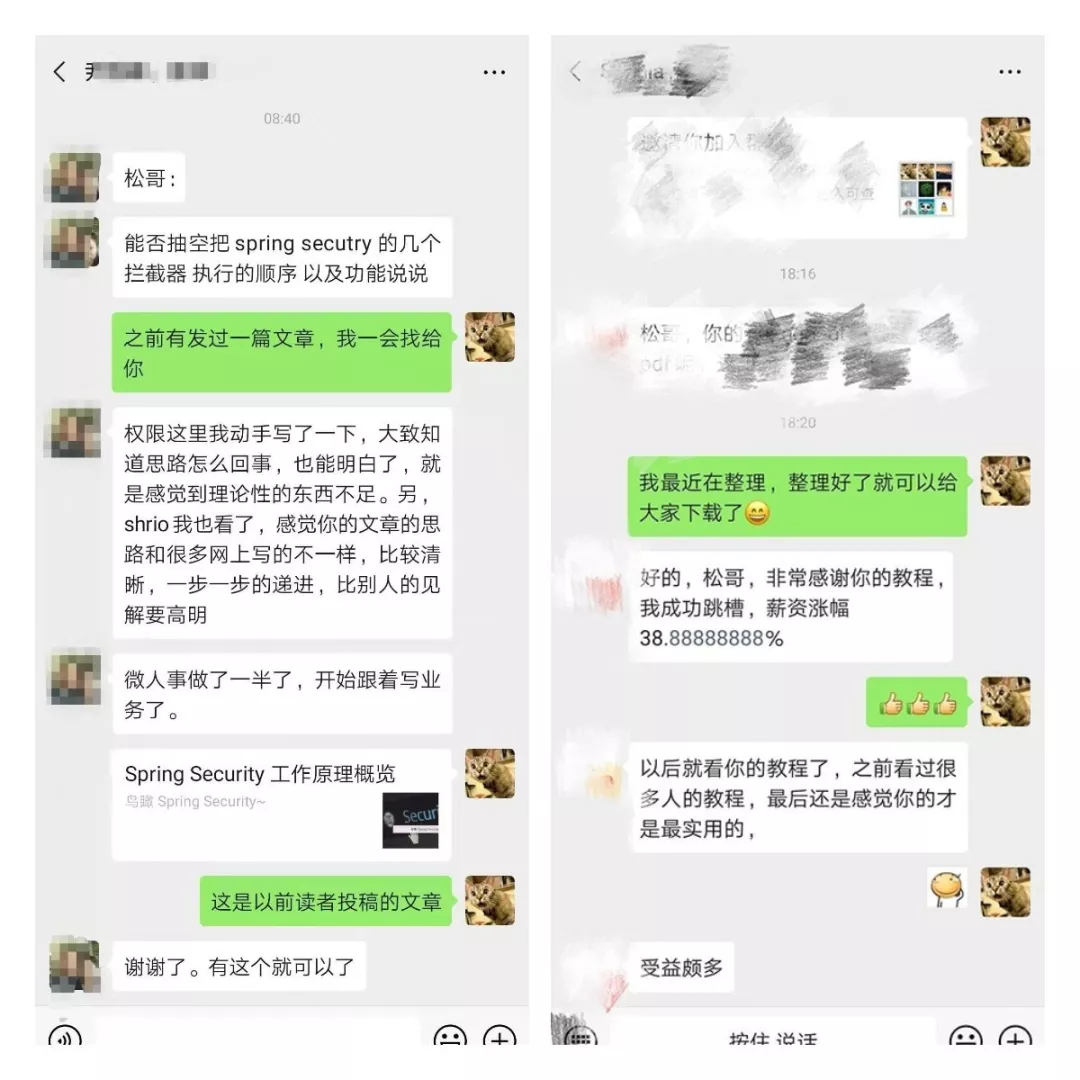 08:40
松哥：
能否抽空把 spring secutry 的几个
拦截器 执行的顺序 以及功能说说
之前有发过一篇文章，我一会找给
你
权限这里我动手写了一下，大致知
道思路怎么回事，也能明白了，就
是感觉到理论性的东西不足。另，
shrio 我也看了，感觉你的文章的思
路和很多网上写的不一样，比较清
晰，一步一步的递进，比别人的见
解要高明
微人事做了一半了，开始跟着写业
务了。
Spring Security 工作原理概览
鸟瞰 Spring Security~
Secur
这是以前读者投稿的文章
谢谢了。有这个就可以了
邀请你加入
入可查
18:16
松哥，你的
pdf 呢，
18:20
我最近在整理，整理好了就可以给
大家下载了😄
好的，松哥，非常感谢你的教程，
我成功跳槽，薪资涨幅
38.88888888%
👍👍👍
以后就看你的教程了，之前看过很
多人的教程，最后还是感觉你的才
是最实用的，
受益颇多
按住 说话